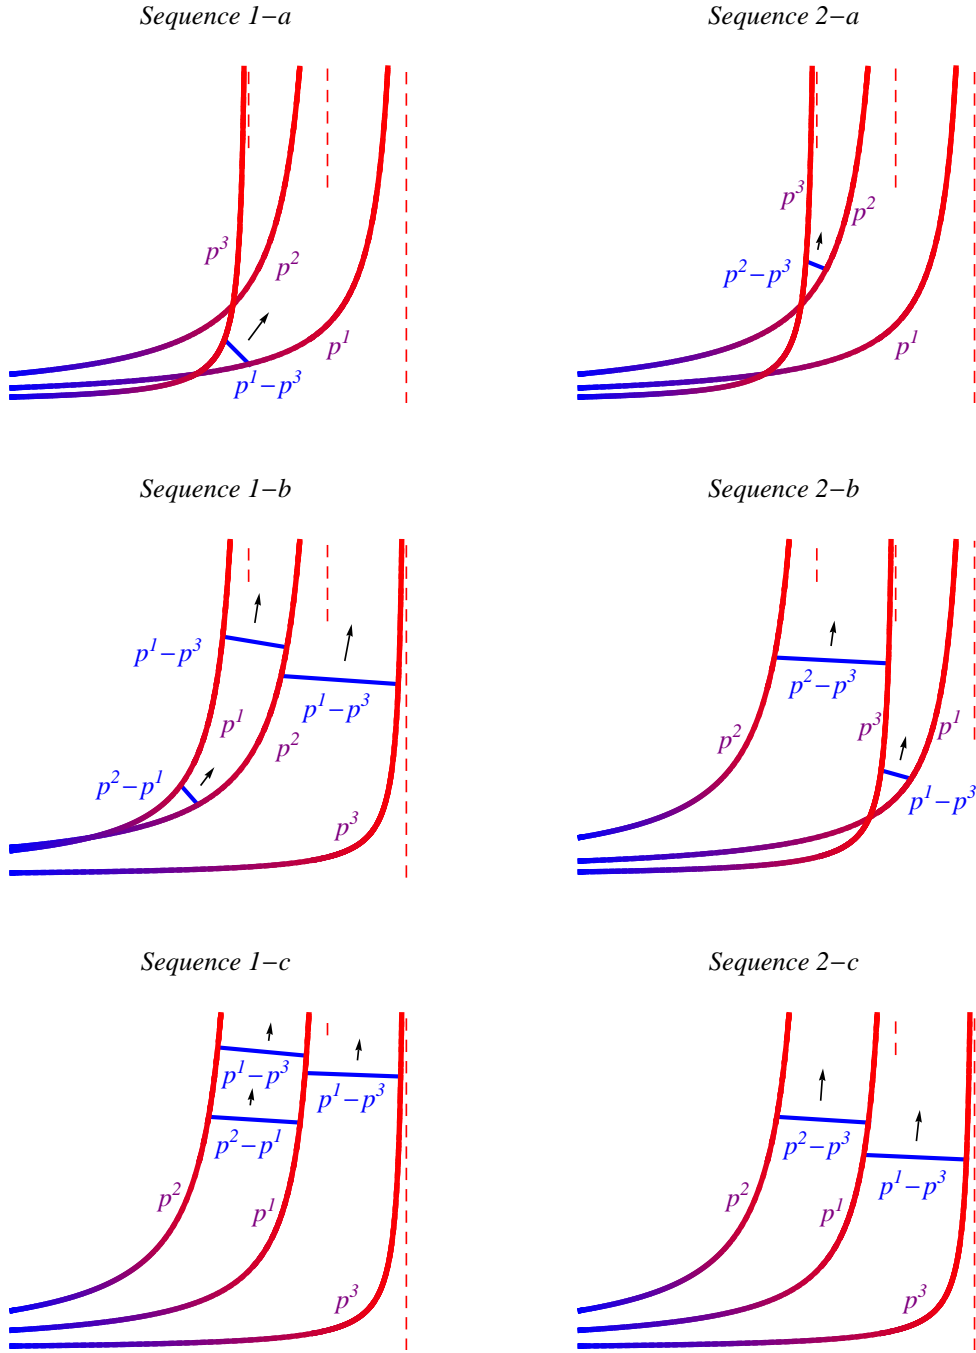 Sequence 1−a
Sequence 2−a
p³
p²
p¹
p¹−p³
p³
p²
p²−p³
p¹
Sequence 1−b
Sequence 2−b
p¹−p³
p¹−p³
p¹
p²
p²−p¹
p³
p²−p³
p³
p¹
p²
p¹−p³
Sequence 1−c
Sequence 2−c
p¹−p³
p¹−p³
p²−p¹
p²
p¹
p³
p²−p³
p¹−p³
p²
p¹
p³